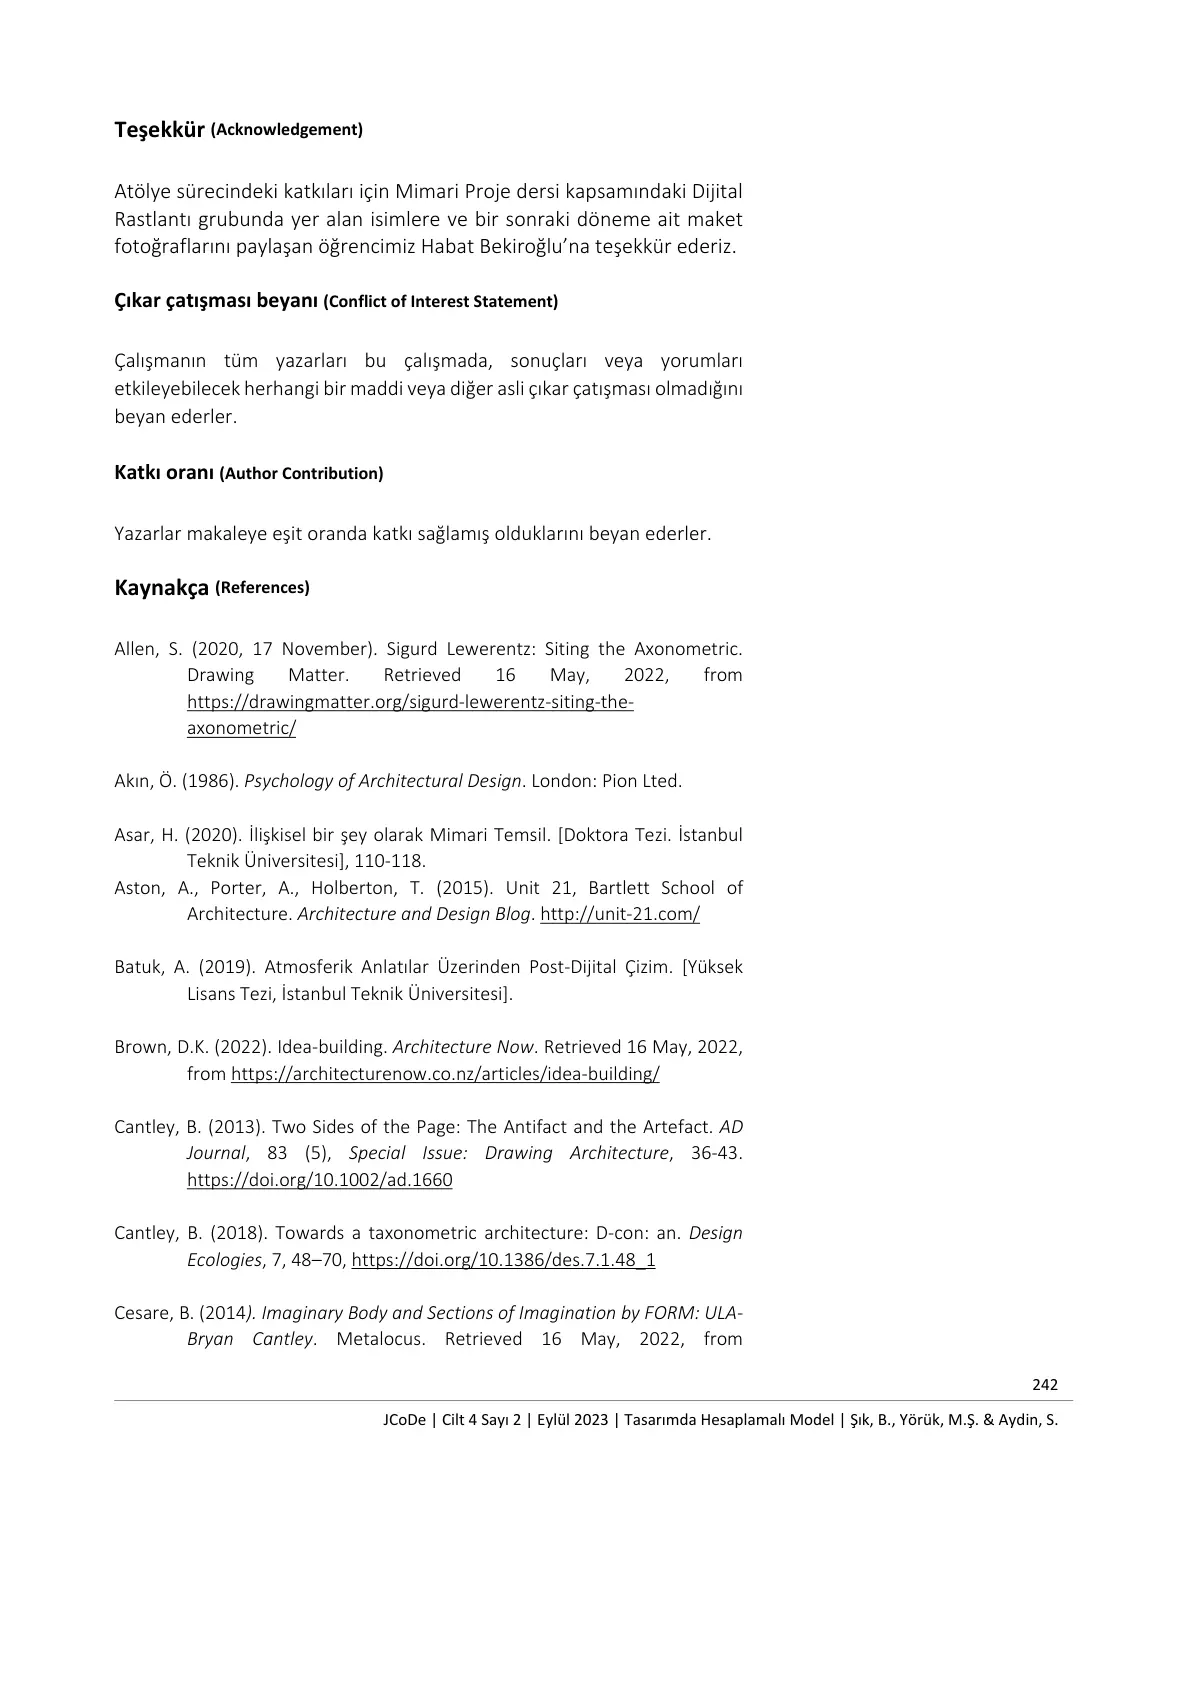 Teşekkür (Acknowledgement)
Atölye sürecindeki katkıları için Mimari Proje dersi kapsamındaki Dijital
Rastlantı grubunda yer alan isimlere ve bir sonraki döneme ait maket
fotoğraflarını paylaşan öğrencimiz Habat Bekiroğlu’na teşekkür ederiz.
Çıkar çatışması beyanı (Conflict of Interest Statement)
Çalışmanın tüm yazarları bu çalışmada, sonuçları veya yorumları
etkileyebilecek herhangi bir maddi veya diğer asli çıkar çatışması olmadığını
beyan ederler.
Katkı oranı (Author Contribution)
Yazarlar makaleye eşit oranda katkı sağlamış olduklarını beyan ederler.
Kaynakça (References)
Allen, S. (2020, 17 November). Sigurd Lewerentz: Siting the Axonometric.
Drawing Matter. Retrieved 16 May, 2022, from
https://drawingmatter.org/sigurd-lewerentz-siting-the-
axonometric/
Akın, Ö. (1986). Psychology of Architectural Design. London: Pion Lted.
Asar, H. (2020). İlişkisel bir şey olarak Mimari Temsil. [Doktora Tezi. İstanbul
Teknik Üniversitesi], 110-118.
Aston, A., Porter, A., Holberton, T. (2015). Unit 21, Bartlett School of
Architecture. Architecture and Design Blog. http://unit-21.com/
Batuk, A. (2019). Atmosferik Anlatılar Üzerinden Post-Dijital Çizim. [Yüksek
Lisans Tezi, İstanbul Teknik Üniversitesi].
Brown, D.K. (2022). Idea-building. Architecture Now. Retrieved 16 May, 2022,
from https://architecturenow.co.nz/articles/idea-building/
Cantley, B. (2013). Two Sides of the Page: The Antifact and the Artefact. AD
Journal, 83 (5), Special Issue: Drawing Architecture, 36-43.
https://doi.org/10.1002/ad.1660
Cantley, B. (2018). Towards a taxonometric architecture: D-con: an. Design
Ecologies, 7, 48–70, https://doi.org/10.1386/des.7.1.48_1
Cesare, B. (2014). Imaginary Body and Sections of Imagination by FORM: ULA-
Bryan Cantley. Metalocus. Retrieved 16 May, 2022, from
242
JCoDe | Cilt 4 Sayı 2 | Eylül 2023 | Tasarımda Hesaplamalı Model | Şık, B., Yörük, M.Ş. & Aydin, S.